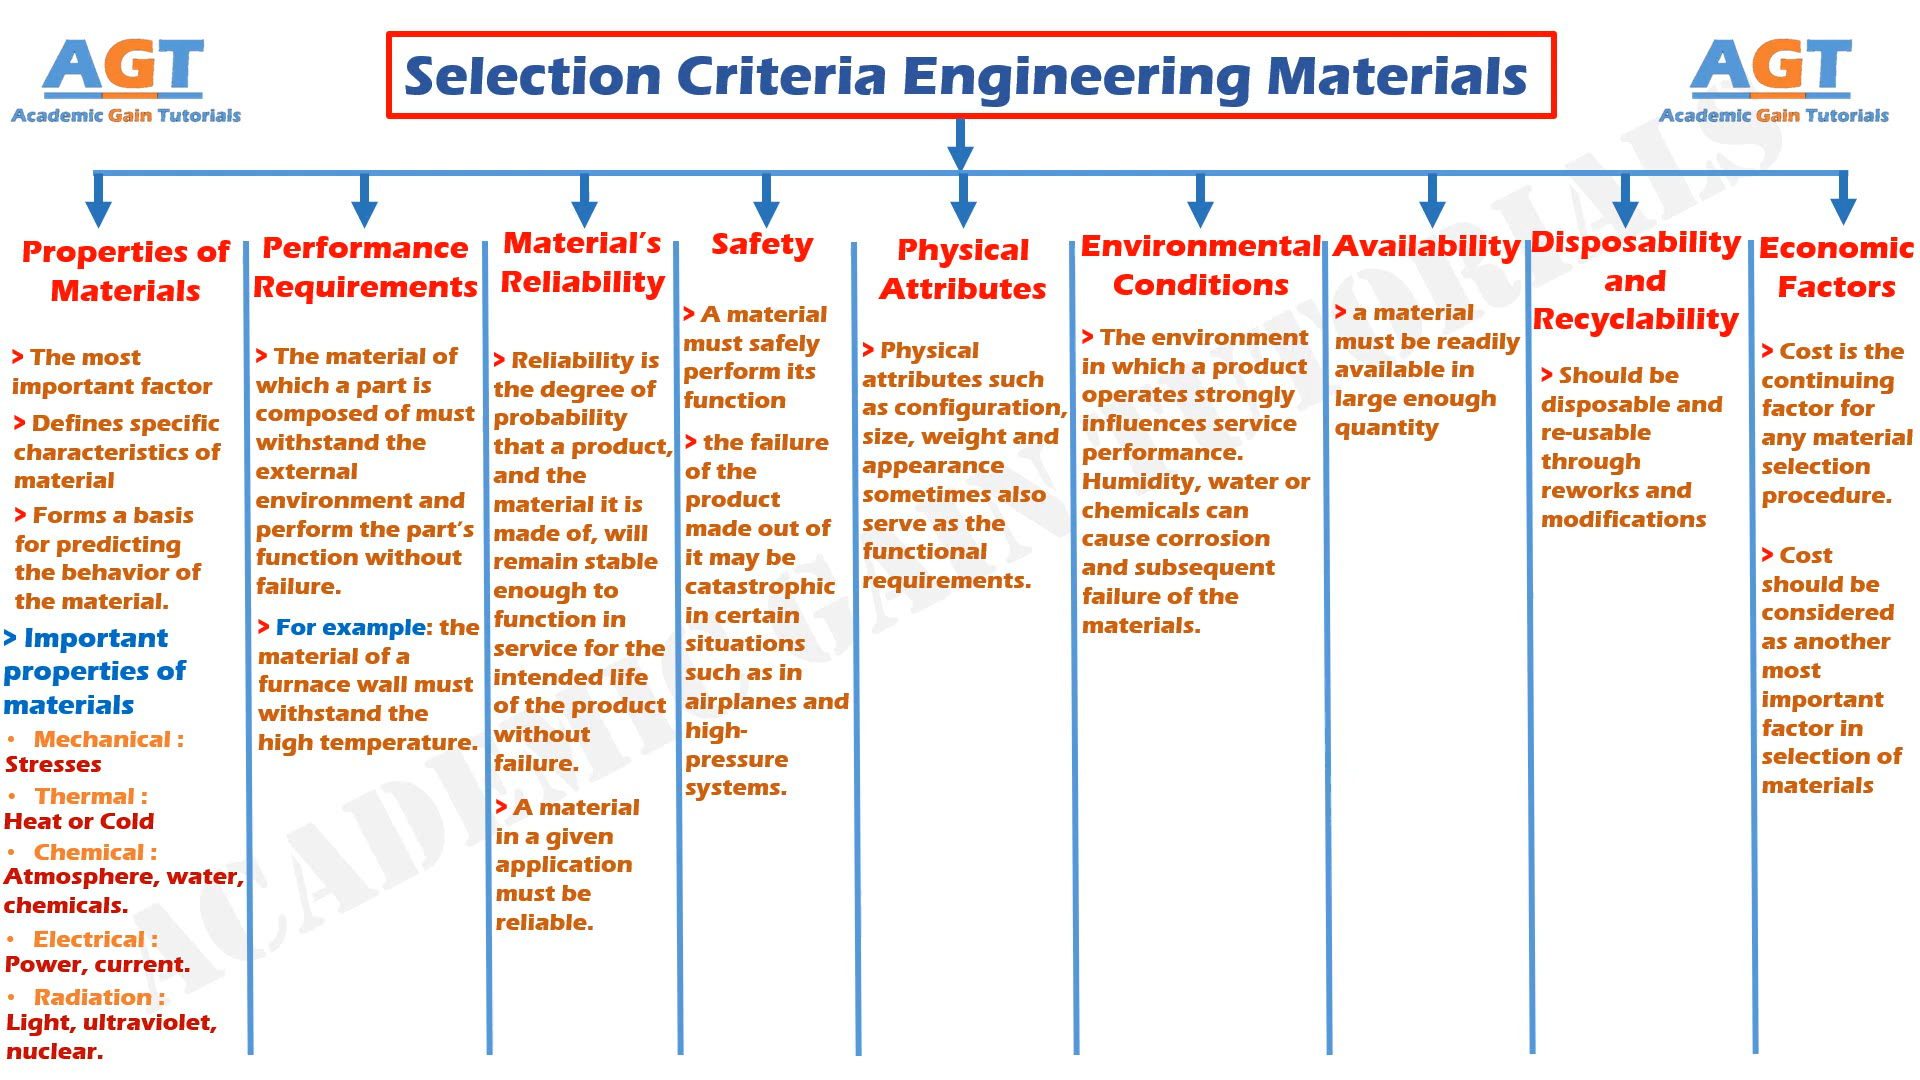 AGT
Academic Gain Tutorials
Selection Criteria Engineering Materials
AGT
Academic Gain Tutorials
Properties of
Materials
> The most
important factor
> Defines specific
characteristics of
material
> Forms a basis
for predicting
the behavior of
the material.
> Important
properties of
materials
• Mechanical :
Stresses
• Thermal :
Heat or Cold
• Chemical :
Atmosphere, water,
chemicals.
• Electrical :
Power, current.
• Radiation :
Light, ultraviolet,
nuclear.
Performance
Requirements
> The material of
which a part is
composed of must
withstand the
external
environment and
perform the part's
function without
failure.
> For example: the
material of a
furnace wall must
withstand the
high temperature.
Material's
Reliability
> Reliability is
the degree of
probability
that a product,
and the
material it is
made of, will
remain stable
enough to
function in
service for the
intended life
of the product
without
failure.
> A material
in a given
application
must be
reliable.
Safety
> A material
must safely
perform its
function
> the failure
of the
product
made out of
it may be
catastrophic
in certain
situations
such as in
airplanes and
high-
pressure
systems.
Physical
Attributes
> Physical
attributes such
as configuration,
size, weight and
appearance
sometimes also
serve as the
functional
requirements.
Environmental
Conditions
> The environment
in which a product
operates strongly
influences service
performance.
Humidity, water or
chemicals can
cause corrosion
and subsequent
failure of the
materials.
Availability
> a material
must be readily
available in
large enough
quantity
Disposability
and
Recyclability
> Should be
disposable and
re-usable
through
reworks and
modifications
Economic
Factors
> Cost is the
continuing
factor for
any material
selection
procedure.
> Cost
should be
considered
as another
most
important
factor in
selection of
materials
ACADEMIC GAIN TUTORIALS